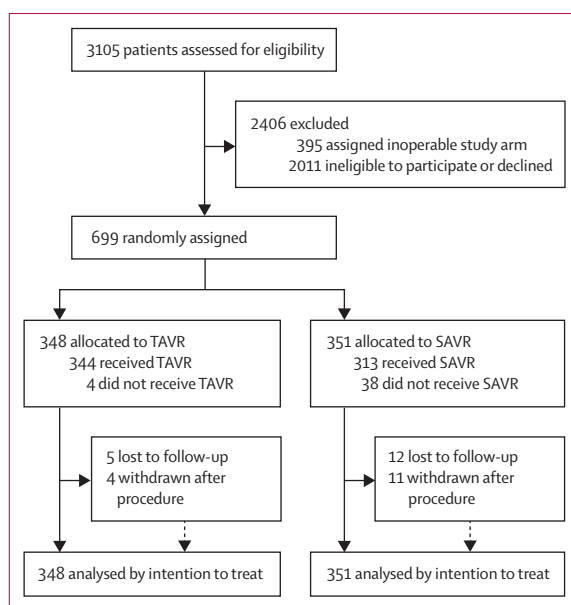 3105 patients assessed for eligibility
2406 excluded
395 assigned inoperable study arm
2011 ineligible to participate or declined
699 randomly assigned
348 allocated to TAVR
344 received TAVR
4 did not receive TAVR
351 allocated to SAVR
313 received SAVR
38 did not receive SAVR
5 lost to follow-up
4 withdrawn after
procedure
12 lost to follow-up
11 withdrawn after
procedure
348 analysed by intention to treat
351 analysed by intention to treat